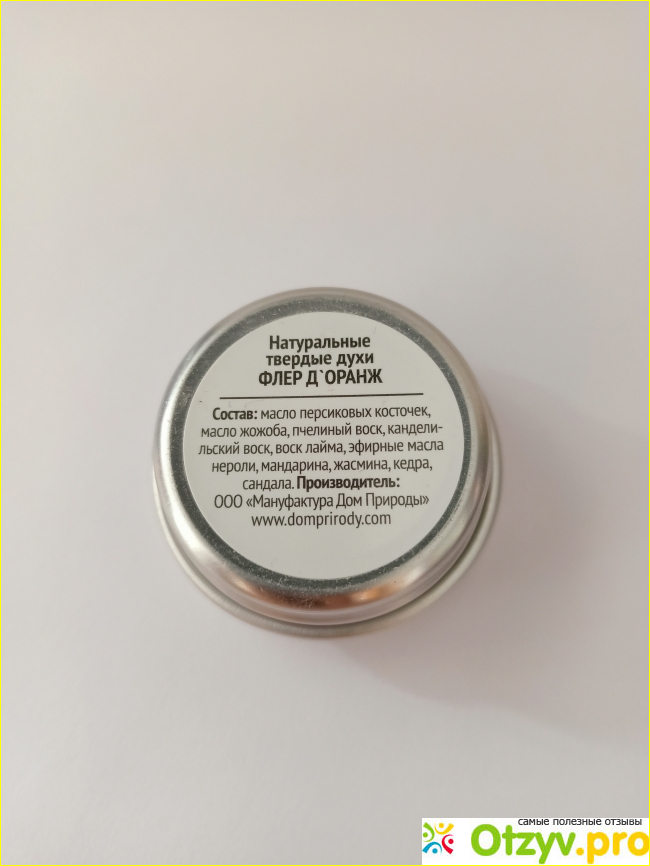 Натуральные
твердые духи
ФЛЕР Д`ОРАНЖ
Состав: масло персиковых косточек,
масло жожоба, пчелиный воск, кандели-
льский воск, воск лайма, эфирные масла
нероли, мандарина, жасмина, кедра,
сандала. Производитель:
ООО «Мануфактура Дом Природы»
www.domprirody.com
самые полезные отзывы
Otzyv.pro